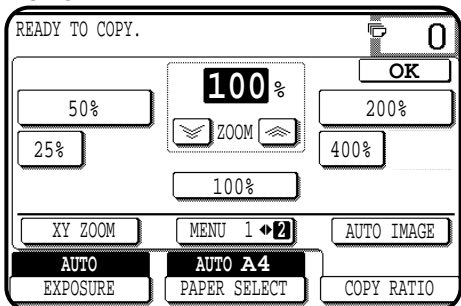 READY TO COPY.
0
OK
100%
50%
200%
ZOOM
25%
400%
100%
XY ZOOM
MENU 1 2
AUTO IMAGE
AUTO
AUTO A4
EXPOSURE
PAPER SELECT
COPY RATIO